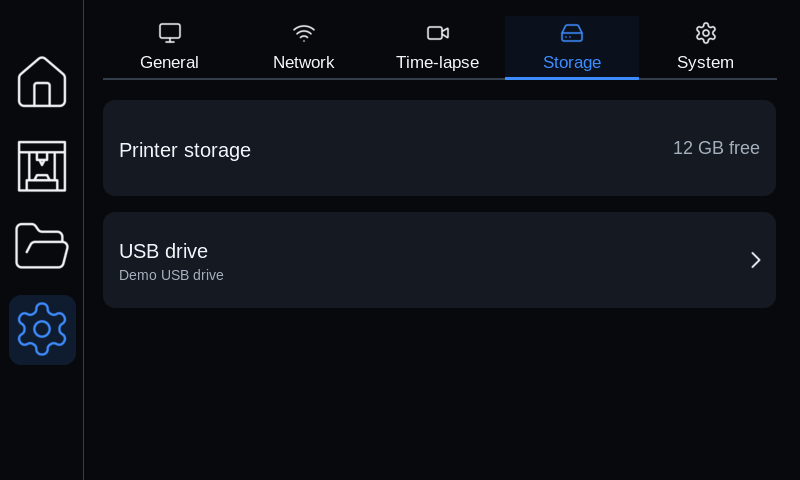 General
Network
Time-lapse
Storage
System
Printer storage
12 GB free
USB drive
Demo USB drive